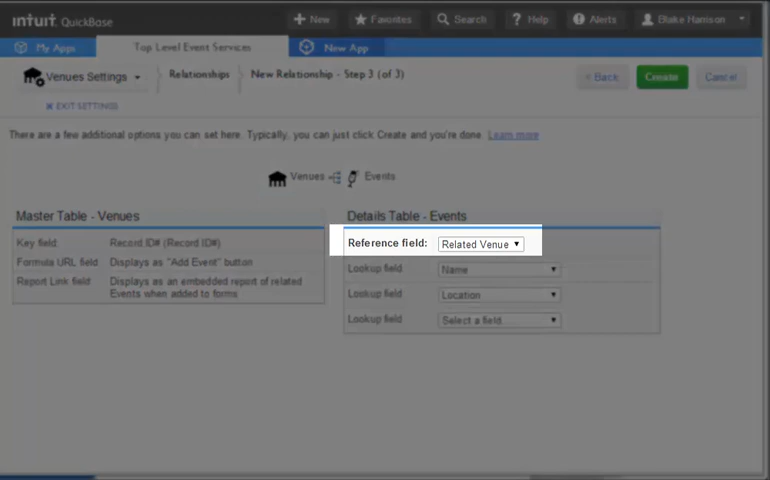 intuit QuickBase
New
Favorites
Search
Help
Alerts
Blake Harrison
My Apps
Top Level Event Services
New App
Venues Settings
Relationships
New Relationship - Step 3 (of 3)
< Back
Create
Cancel
EXIT SETTINGS
There are a few additional options you can set here. Typically, you can just click Create and you're done. Learn more
Venues
Events
Master Table - Venues
Key field: Record ID# (Record ID#)
Formula URL field Displays as "Add Event" button
Report Link field: Displays as an embedded report of related
Events when added to forms
Details Table - Events
Reference field: Related Venue
Lookup field Name
Lookup field Location
Lookup field Select a field